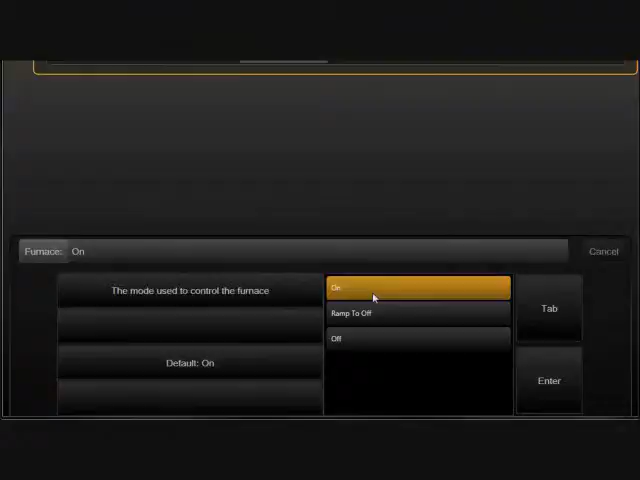 Furnace: On
Cancel
The mode used to control the furnace
Default: On
On
Ramp To Off
Off
Tab
Enter